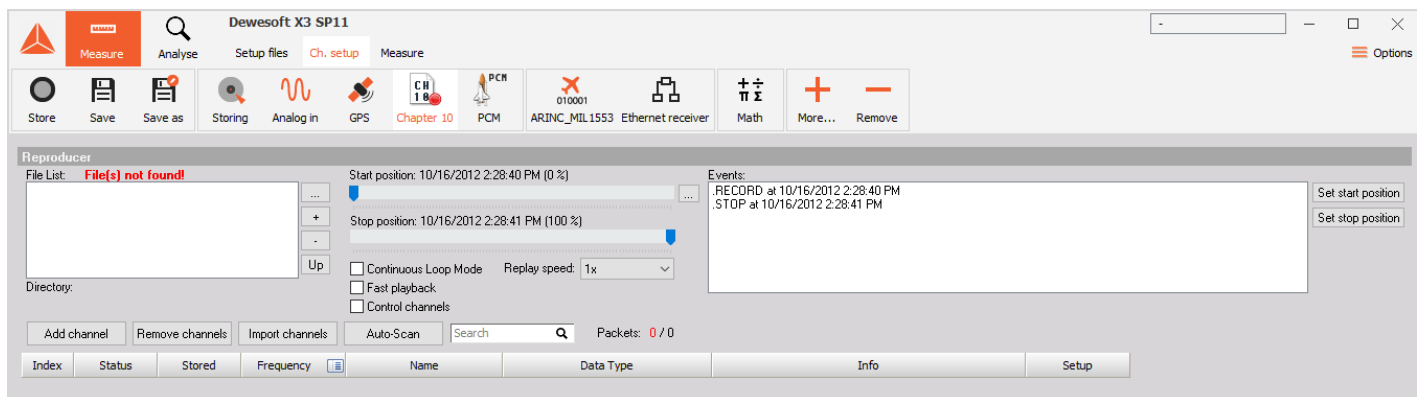 Dewesoft X3 SP11
-
Measure
Analyse
Setup files
Ch. setup
Measure
Options
CH
10
PCM
010001
π Σ
Store
Save
Save as
Storing
Analog in
GPS
Chapter 10
PCM
ARINC_MIL1553
Ethernet receiver
Math
More...
Remove
Reproducer
File List:
File(s) not found!
...
+
-
Up
Directory:
Start position: 10/16/2012 2:28:40 PM (0 %)
...
Stop position: 10/16/2012 2:28:41 PM (100 %)
Continuous Loop Mode
Replay speed:
1x
Fast playback
Control channels
Events:
.RECORD at 10/16/2012 2:28:40 PM
.STOP at 10/16/2012 2:28:41 PM
Set start position
Set stop position
Add channel
Remove channels
Import channels
Auto-Scan
Search
Packets: 0 / 0
Index
Status
Stored
Frequency
Name
Data Type
Info
Setup